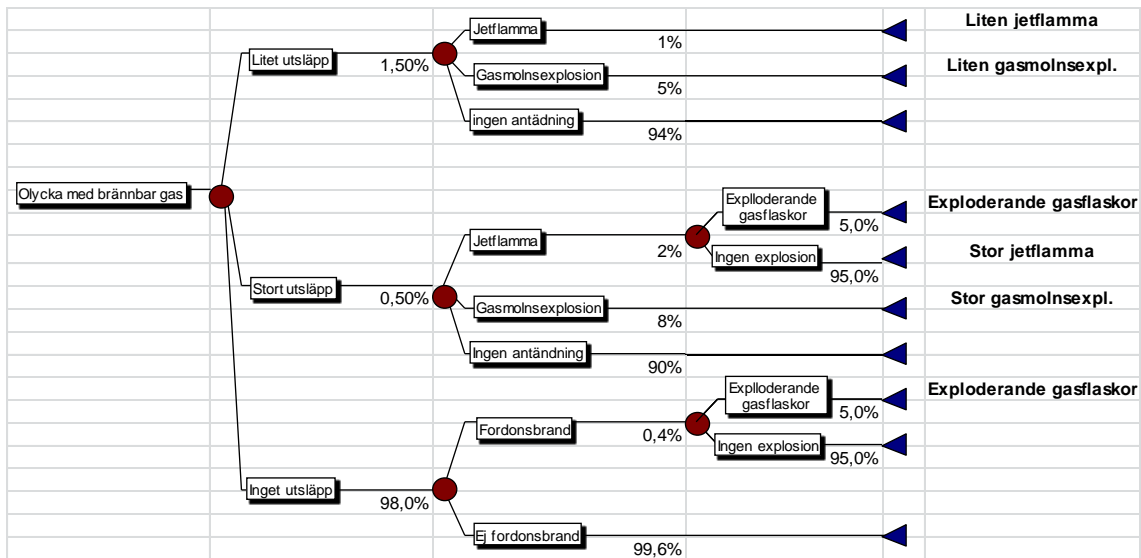 Jetflamma
1%
Liten jetflamma
Litet utsläpp
1,50%
Gasmolnsexplosion
5%
Liten gasmolnsexpl.
ingen antädning
94%
Olycka med brännbar gas
Explloderande
gasflaskor
5,0%
Exploderande gasflaskor
Jetflamma
2%
Ingen explosion
95,0%
Stor jetflamma
Stort utsläpp
0,50%
Gasmolnsexplosion
8%
Stor gasmolnsexpl.
Ingen antändning
90%
Explloderande
gasflaskor
5,0%
Exploderande gasflaskor
Fordonsbrand
0,4%
Ingen explosion
95,0%
Inget utsläpp
98,0%
Ej fordonsbrand
99,6%